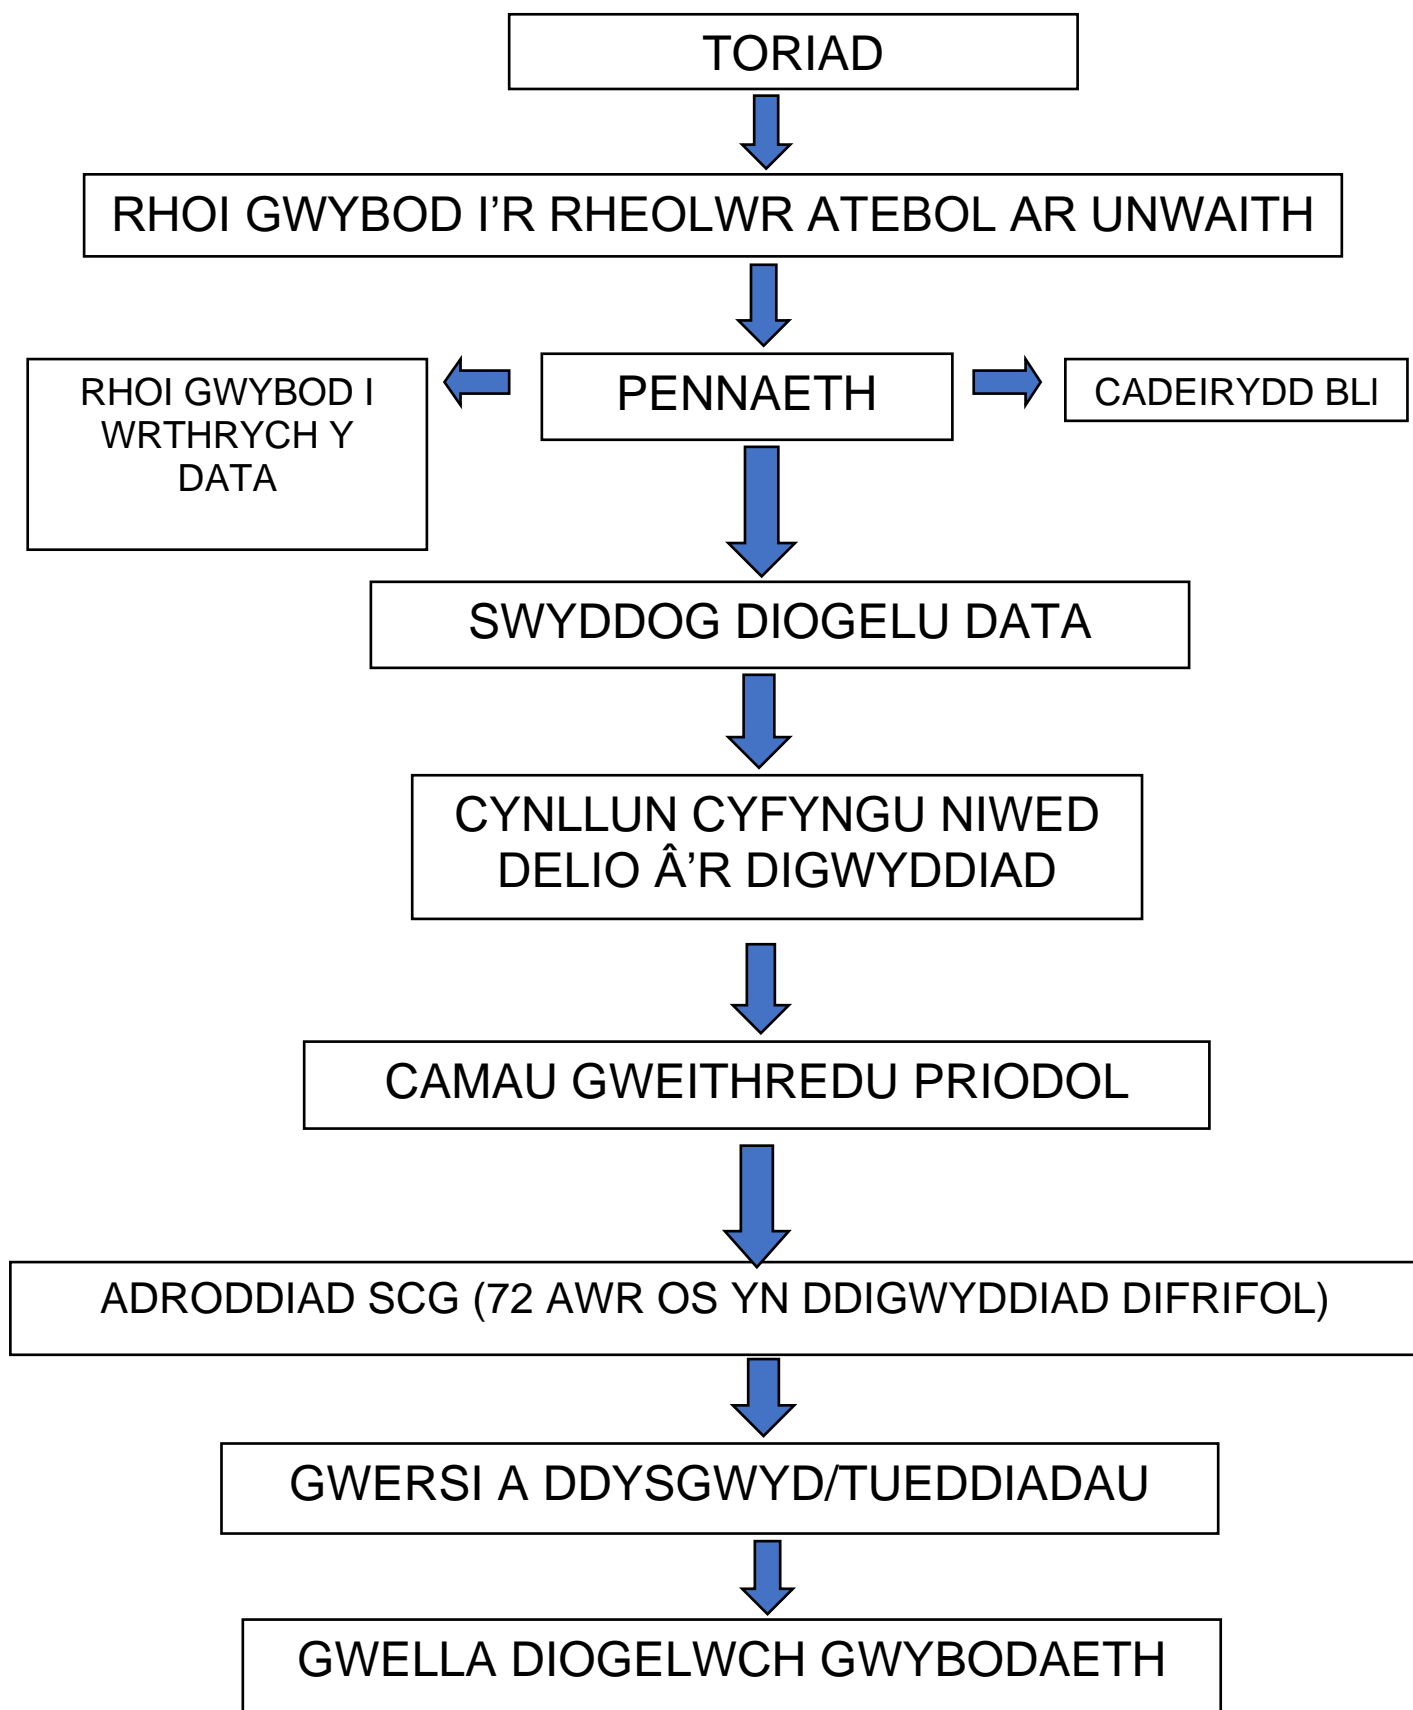 TORIAD
RHOI GWYBOD I’R RHEOLWR ATEBOL AR UNWAITH
RHOI GWYBOD I
WRTHRYCH Y
DATA
PENNAETH
CADEIRYDD BLI
SWYDDOG DIOGELU DATA
CYNLLUN CYFYNGU NIWED
DELIO Â’R DIGWYDDIAD
CAMAU GWEITHREDU PRIODOL
ADRODDIAD SCG (72 AWR OS YN DDIGWYDDIAD DIFRIFOL)
GWERSI A DDYSGWYD/TUEDDIADAU
GWELLA DIOGELWCH GWYBODAETH